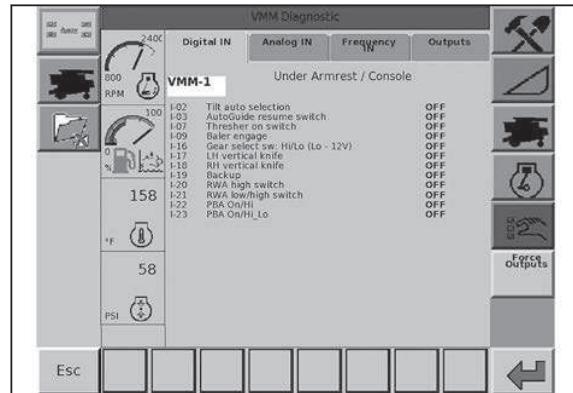 VMM Diagnostic
Digital IN
Analog IN
Frequency IN
Outputs
VMM-1
Under Armrest / Console
I-02 Tilt auto selection OFF
I-03 AutoGuide resume switch OFF
I-07 Thresher on switch OFF
I-09 Baler engage OFF
I-16 Gear select sw: Hi/Lo (Lo - 12V) OFF
I-17 LH vertical knife OFF
I-18 RH vertical knife OFF
I-19 Backup OFF
I-20 RWA high switch OFF
I-21 RWA low/high switch OFF
I-22 PBA On/Hi OFF
I-23 PBA On/Hi_Lo OFF
2400
800
RPM
100
0
%
158
°F
58
PSI
Force
Outputs
Esc